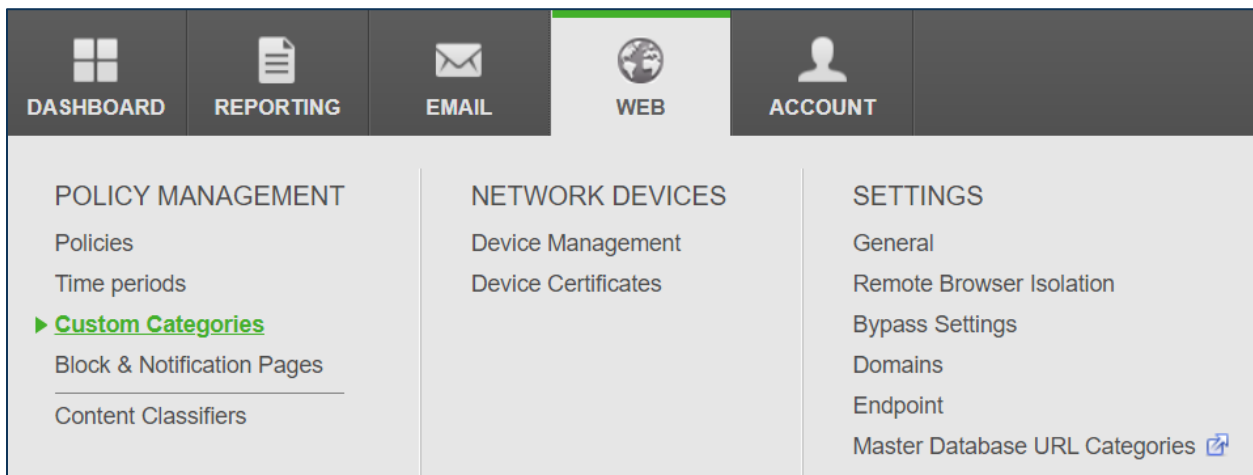 DASHBOARD
REPORTING
EMAIL
WEB
ACCOUNT
POLICY MANAGEMENT
Policies
Time periods
Custom Categories
Block & Notification Pages
Content Classifiers
NETWORK DEVICES
Device Management
Device Certificates
SETTINGS
General
Remote Browser Isolation
Bypass Settings
Domains
Endpoint
Master Database URL Categories